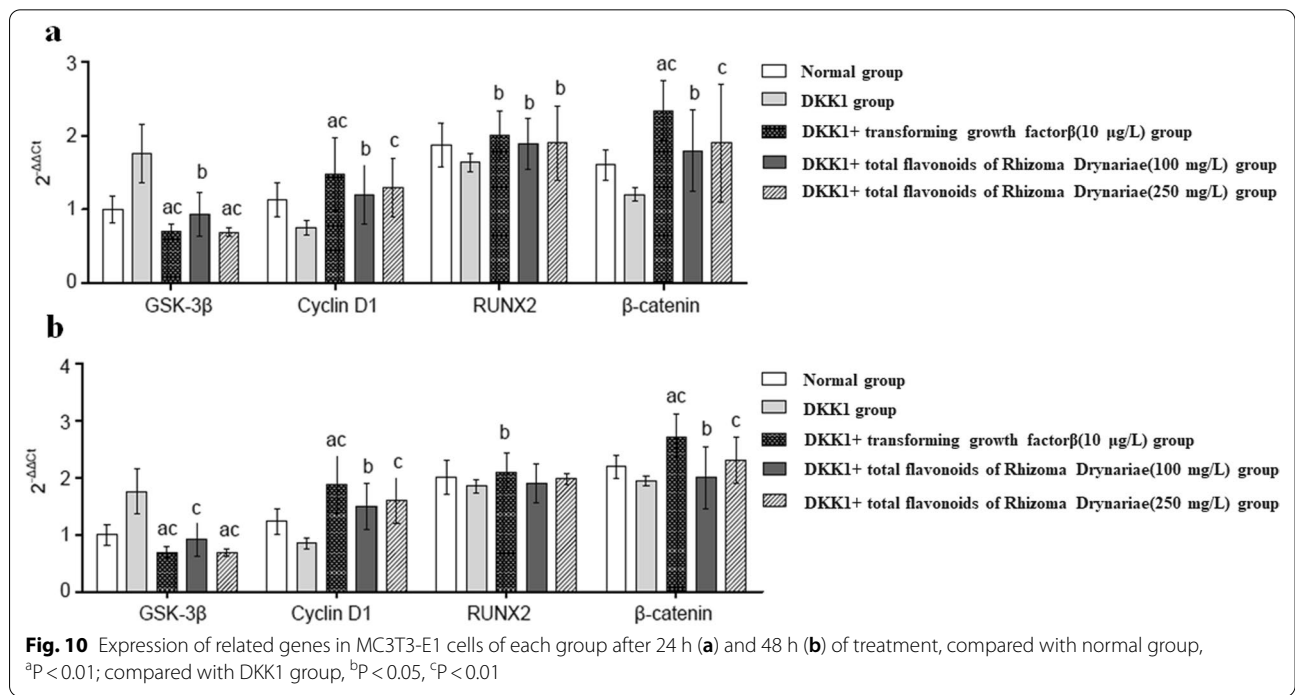 a
3
2
1
0
2-ΔΔCt
b
ac
ac
ac
b
c
b
b
b
ac
b
c
GSK-3β
Cyclin D1
RUNX2
β-catenin
Normal group
DKK1 group
DKK1+ transforming growth factorβ(10 μg/L) group
DKK1+ total flavonoids of Rhizoma Drynariae(100 mg/L) group
DKK1+ total flavonoids of Rhizoma Drynariae(250 mg/L) group
b
4
3
2
1
0
2-ΔΔCt
ac
c
ac
ac
b
c
b
ac
b
c
GSK-3β
Cyclin D1
RUNX2
β-catenin
Normal group
DKK1 group
DKK1+ transforming growth factorβ(10 μg/L) group
DKK1+ total flavonoids of Rhizoma Drynariae(100 mg/L) group
DKK1+ total flavonoids of Rhizoma Drynariae(250 mg/L) group
Fig. 10 Expression of related genes in MC3T3-E1 cells of each group after 24 h (a) and 48 h (b) of treatment, compared with normal group,
aP < 0.01; compared with DKK1 group, bP < 0.05, cP < 0.01